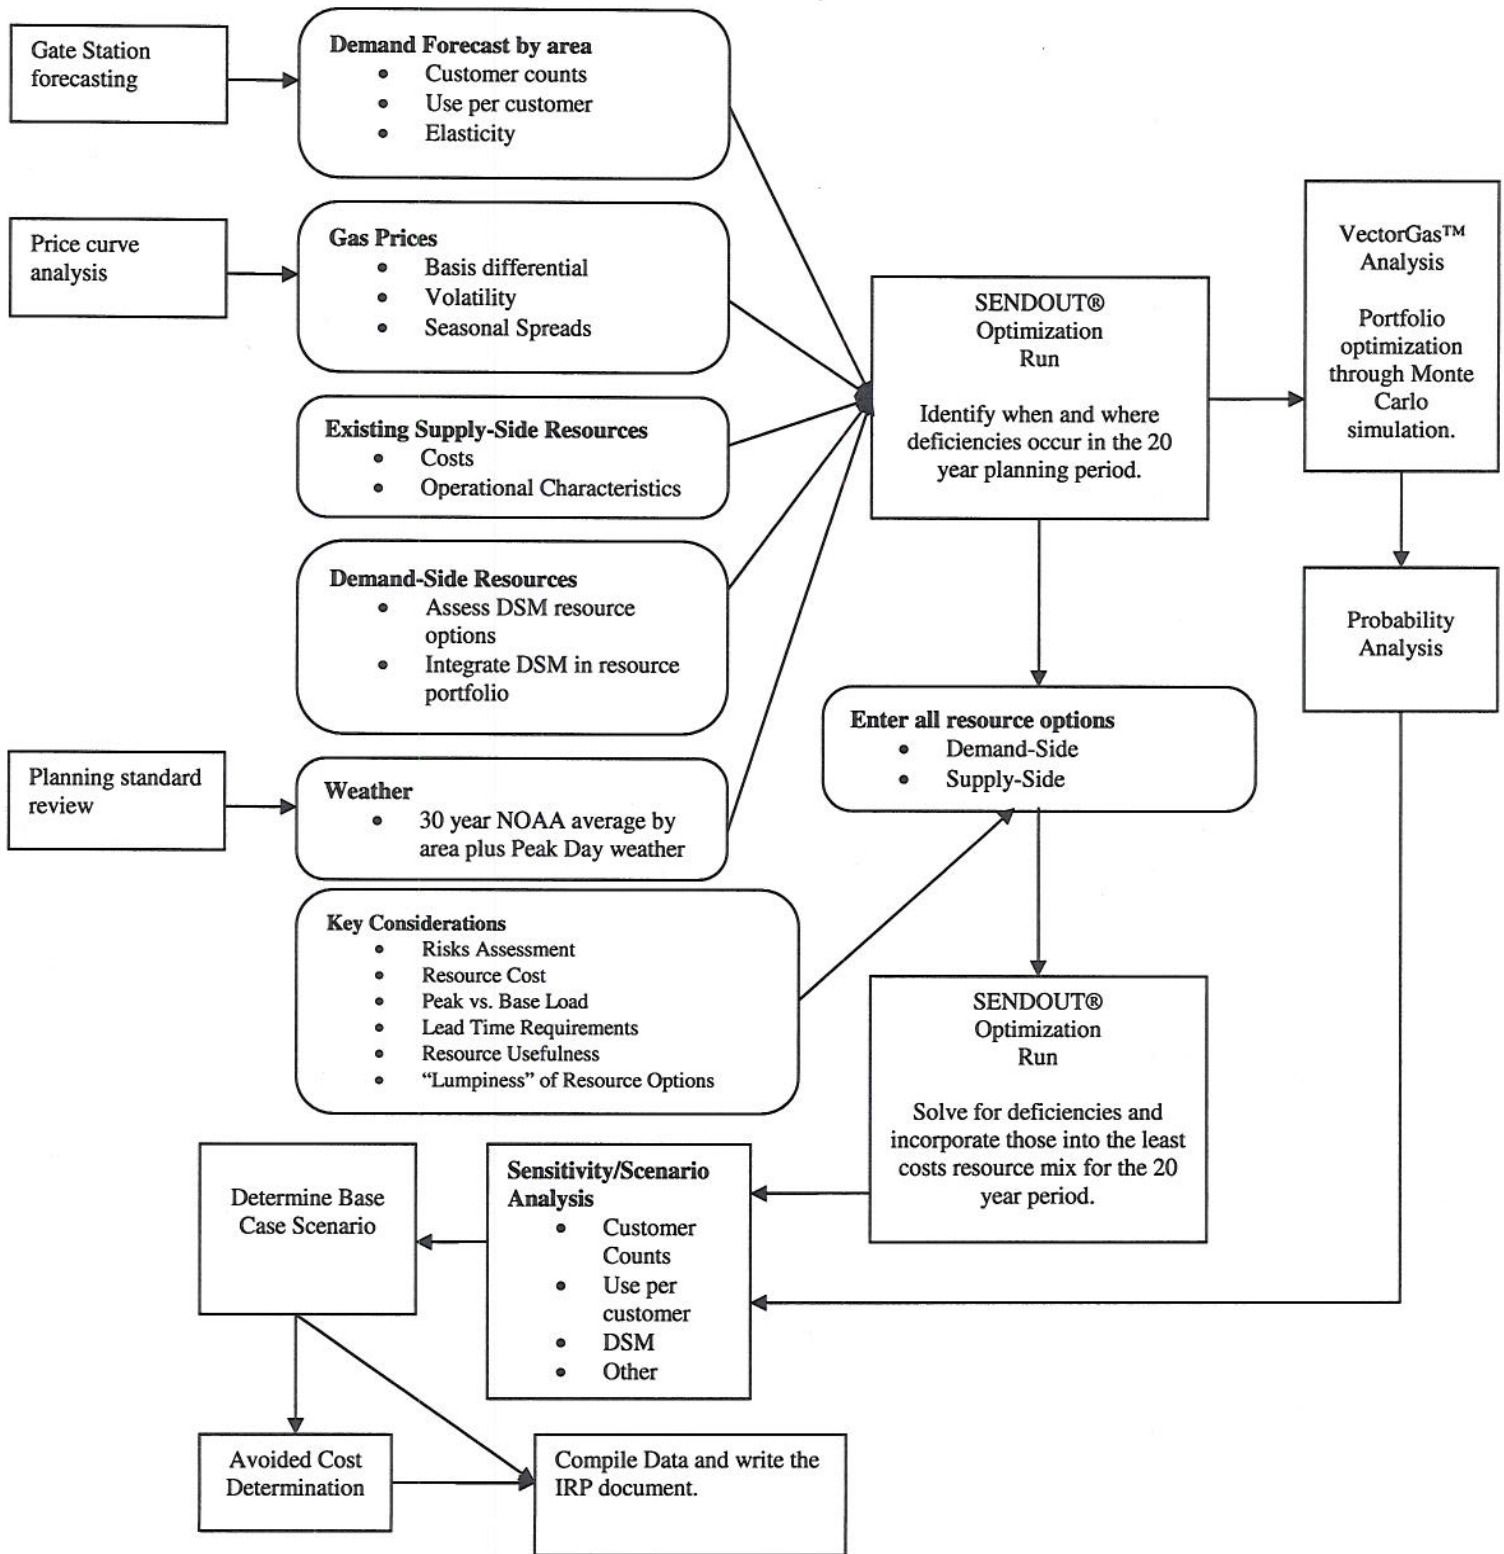 Gate Station
forecasting
Demand Forecast by area
• Customer counts
• Use per customer
• Elasticity
Price curve
analysis
Gas Prices
• Basis differential
• Volatility
• Seasonal Spreads
Existing Supply-Side Resources
• Costs
• Operational Characteristics
Demand-Side Resources
• Assess DSM resource
options
• Integrate DSM in resource
portfolio
Planning standard
review
Weather
• 30 year NOAA average by
area plus Peak Day weather
Key Considerations
• Risks Assessment
• Resource Cost
• Peak vs. Base Load
• Lead Time Requirements
• Resource Usefulness
• “Lumpiness” of Resource Options
SENDOUT®
Optimization
Run
Identify when and where
deficiencies occur in the 20
year planning period.
VectorGas™
Analysis
Portfolio
optimization
through Monte
Carlo
simulation.
Probability
Analysis
Enter all resource options
• Demand-Side
• Supply-Side
SENDOUT®
Optimization
Run
Solve for deficiencies and
incorporate those into the least
costs resource mix for the 20
year period.
Sensitivity/Scenario
Analysis
• Customer
Counts
• Use per
customer
• DSM
• Other
Determine Base
Case Scenario
Avoided Cost
Determination
Compile Data and write the
IRP document.